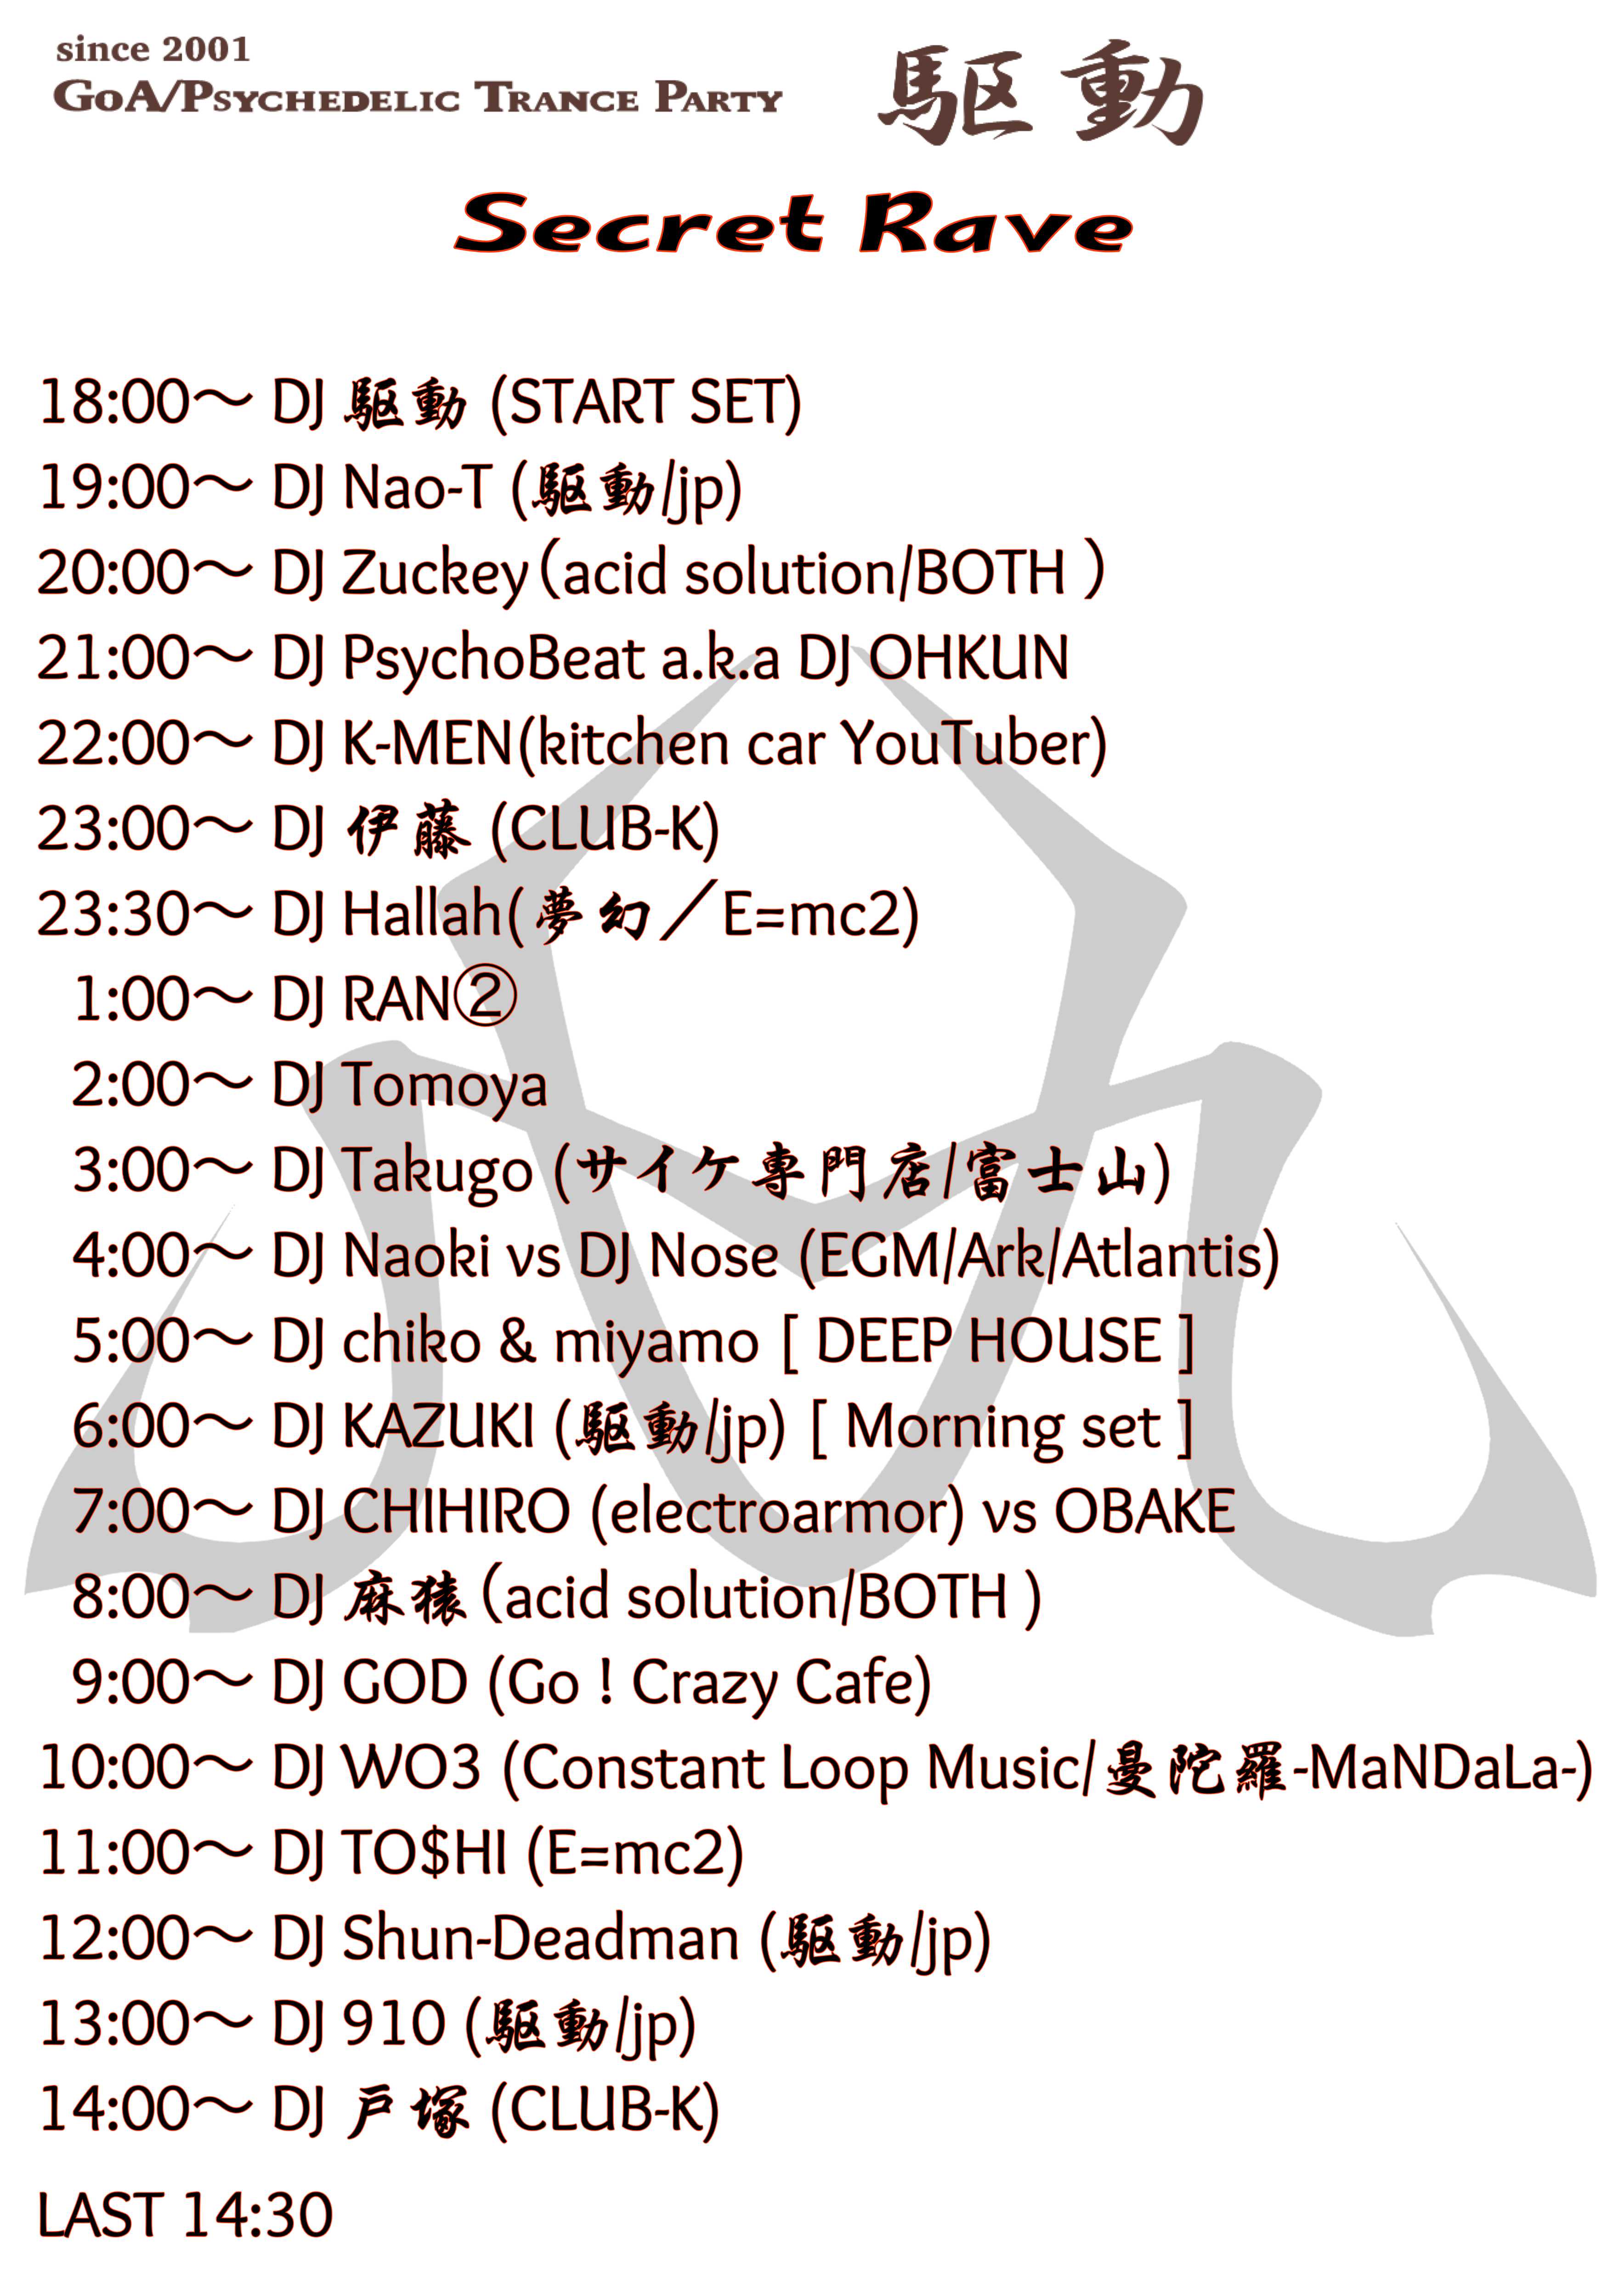 since 2001
GoA/Psychedelic Trance Party 駆動
Secret Rave
18:00〜 DJ 駆動 (START SET)
19:00〜 DJ Nao-T (駆動/jp)
20:00〜 DJ Zuckey（acid solution/BOTH ）
21:00〜 DJ PsychoBeat a.k.a DJ OHKUN
22:00〜 DJ K-MEN(kitchen car YouTuber)
23:00〜 DJ 伊藤 (CLUB-K)
23:30〜 DJ Hallah(夢幻／E=mc2)
1:00〜 DJ RAN②
2:00〜 DJ Tomoya
3:00〜 DJ Takugo (サイケ専門店/富士山)
4:00〜 DJ Naoki vs DJ Nose (EGM/Ark/Atlantis)
5:00〜 DJ chiko & miyamo [ DEEP HOUSE ]
6:00〜 DJ KAZUKI (駆動/jp) [ Morning set ]
7:00〜 DJ CHIHIRO (electroarmor) vs OBAKE
8:00〜 DJ 麻猿（acid solution/BOTH )
9:00〜 DJ GOD (Go ! Crazy Cafe)
10:00〜 DJ WO3 (Constant Loop Music/曼陀羅-MaNDaLa-)
11:00〜 DJ TO$HI (E=mc2)
12:00〜 DJ Shun-Deadman (駆動/jp)
13:00〜 DJ 910 (駆動/jp)
14:00〜 DJ 戸塚 (CLUB-K)
LAST 14:30